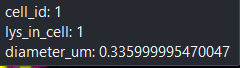 cell_id: 1
lys_in_cell: 1
diameter_um: 0.335999995470047